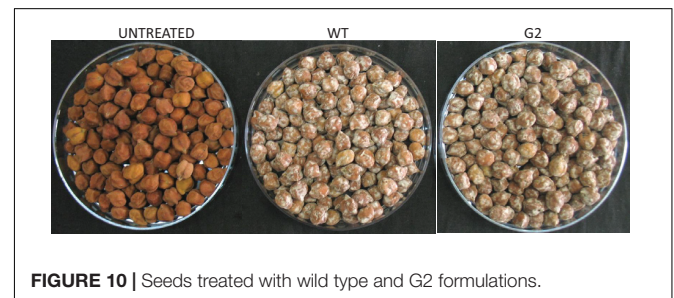 UNTREATED WT G2
FIGURE 10 | Seeds treated with wild type and G2 formulations.